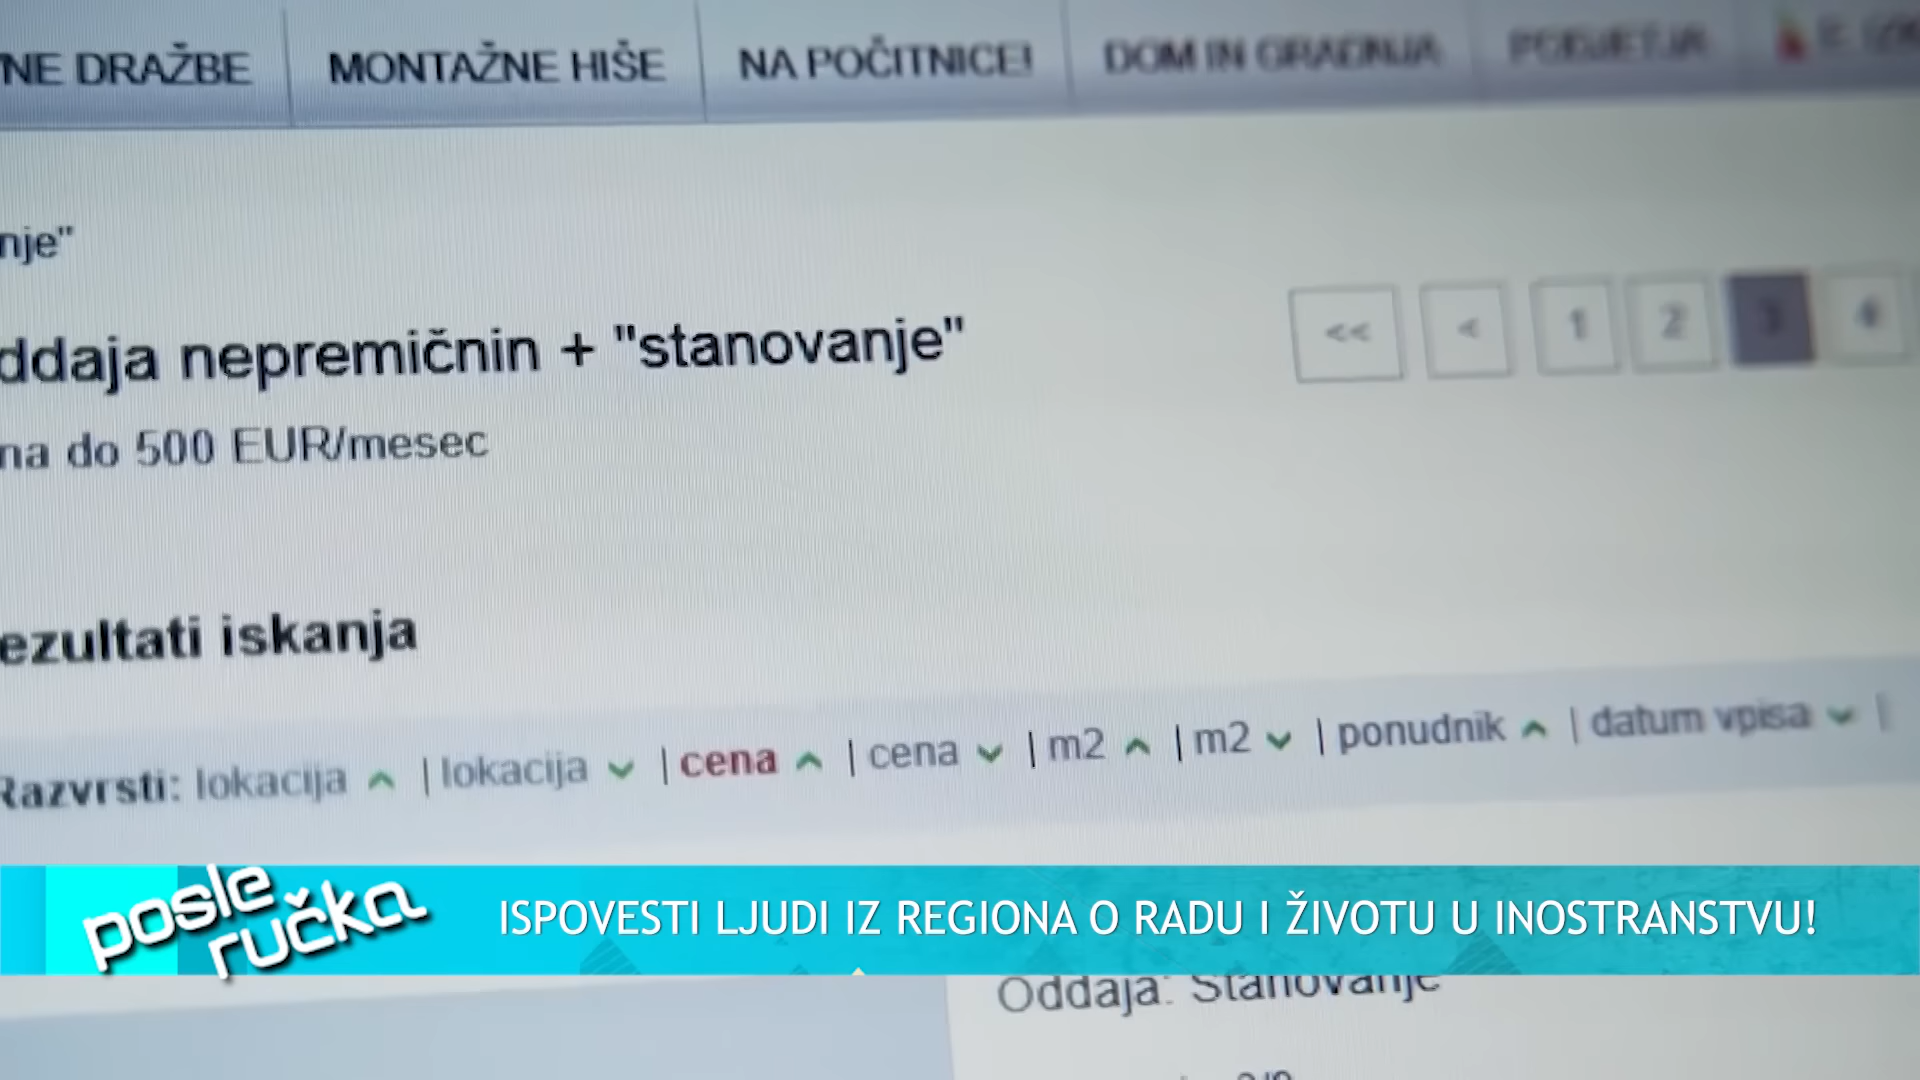 NE DRAŽBE MONTAŽNE HIŠE NA POČITNICE! DOM IN GRADNJA PODJETJA
nje"
ddaja nepremičnin + "stanovanje"
<< < 1 2 3 4
na do 500 EUR/mesec
ezultati iskanja
Razvrsti: lokacija | lokacija | cena | cena | m2 | m2 | ponudnik | datum vpisa |
posle
ručka
ISPOVESTI LJUDI IZ REGIONA O RADU I ŽIVOTU U INOSTRANSTVU!
Oddaja: Stanovanje